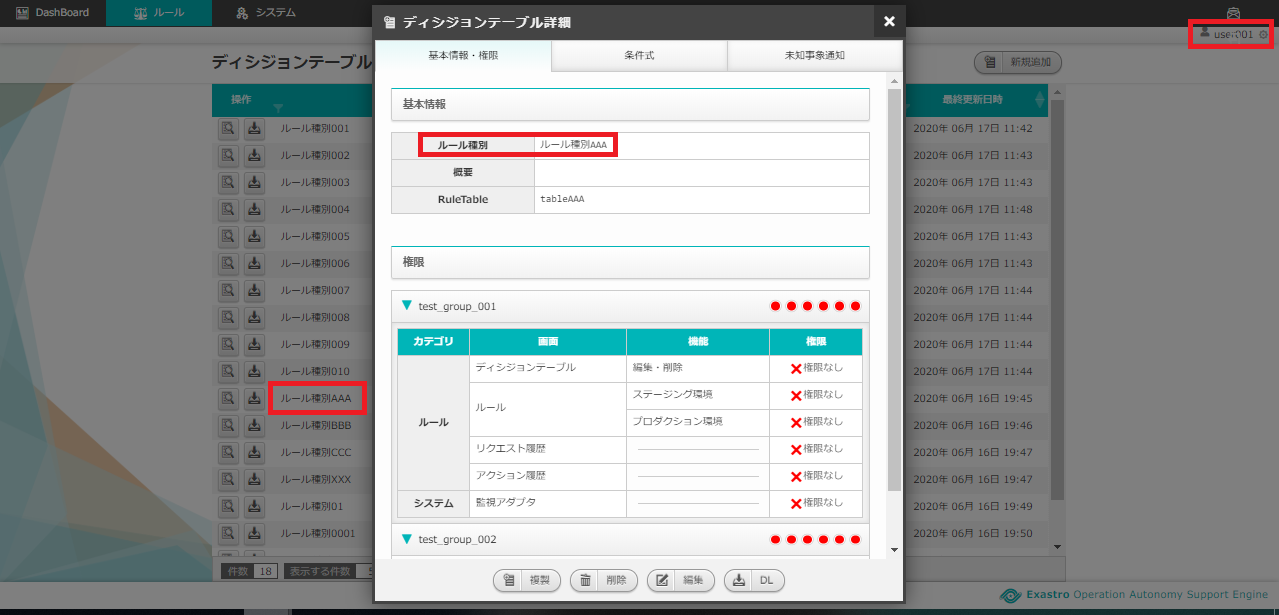 DashBoard ルール システム
ディシジョンテーブル詳細
user001
基本情報・権限 条件式 未知事象通知
ディシジョンテーブル
新規追加
基本情報
操作 最終更新日時
ルール種別 ルール種別AAA
概要
RuleTable tableAAA
権限
ルール種別001 2020年 06月 17日 11:42
ルール種別002 2020年 06月 17日 11:43
ルール種別003 2020年 06月 17日 11:43
ルール種別004 2020年 06月 17日 11:48
ルール種別005 2020年 06月 17日 11:43
ルール種別006 2020年 06月 17日 11:43
ルール種別007 2020年 06月 17日 11:44
ルール種別008 2020年 06月 17日 11:44
ルール種別009 2020年 06月 17日 11:44
ルール種別010 2020年 06月 17日 11:44
ルール種別AAA 2020年 06月 16日 19:45
ルール種別BBB 2020年 06月 16日 19:46
ルール種別CCC 2020年 06月 16日 19:47
ルール種別XXX 2020年 06月 16日 19:47
ルール種別01 2020年 06月 16日 19:49
ルール種別0001 2020年 06月 16日 19:50
test_group_001
カテゴリ 画面 機能 権限
ルール ディシジョンテーブル 編集・削除 権限なし
ルール ステージング環境 権限なし
プロダクション環境 権限なし
リクエスト履歴 権限なし
アクション履歴 権限なし
システム 監視アダプタ 権限なし
test_group_002
件数 18 表示する件数
複製 削除 編集 DL
Exastro Operation Autonomy Support Engine